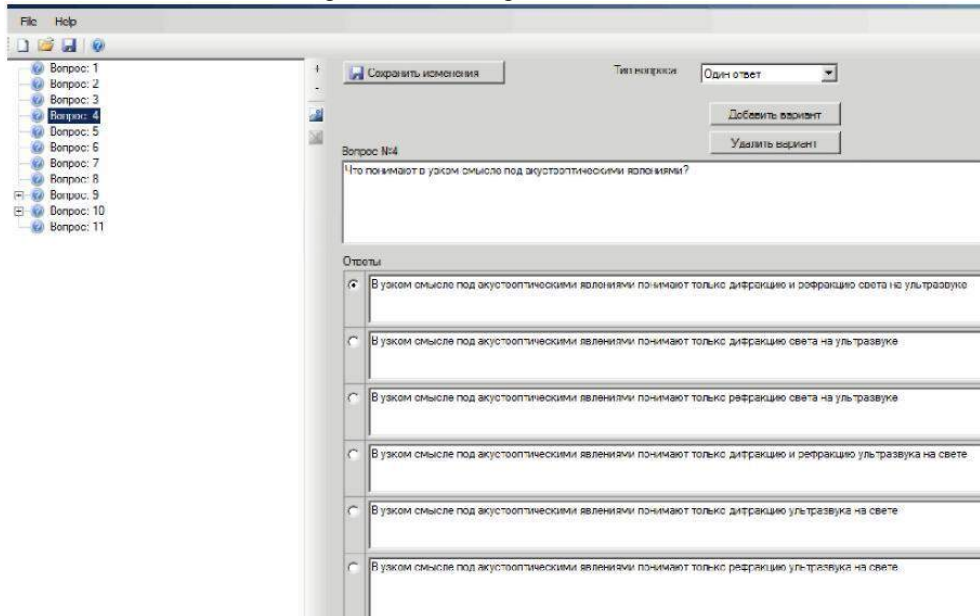 File Help
Вопрос: 1
Вопрос: 2
Вопрос: 3
Вопрос: 4
Вопрос: 5
Вопрос: 6
Вопрос: 7
Вопрос: 8
Вопрос: 9
Вопрос: 10
Вопрос: 11
+
-
Сохранить изменения
Тип вопроса
Один ответ
Добавить вариант
Удалить вариант
Вопрос №4
Что понимают в узком смысле под акустооптическими явлениями?
Ответы
В узком смысле под акустооптическими явлениями понимают только дифракцию и рефракцию света на ультразвуке
В узком смысле под акустооптическими явлениями понимают только дифракцию света на ультразвуке
В узком смысле под акустооптическими явлениями понимают только рефракцию света на ультразвуке
В узком смысле под акустооптическими явлениями понимают только дифракцию и рефракцию ультразвука на свете
В узком смысле под акустооптическими явлениями понимают только дифракцию ультразвука на свете
В узком смысле под акустооптическими явлениями понимают только рефракцию ультразвука на свете